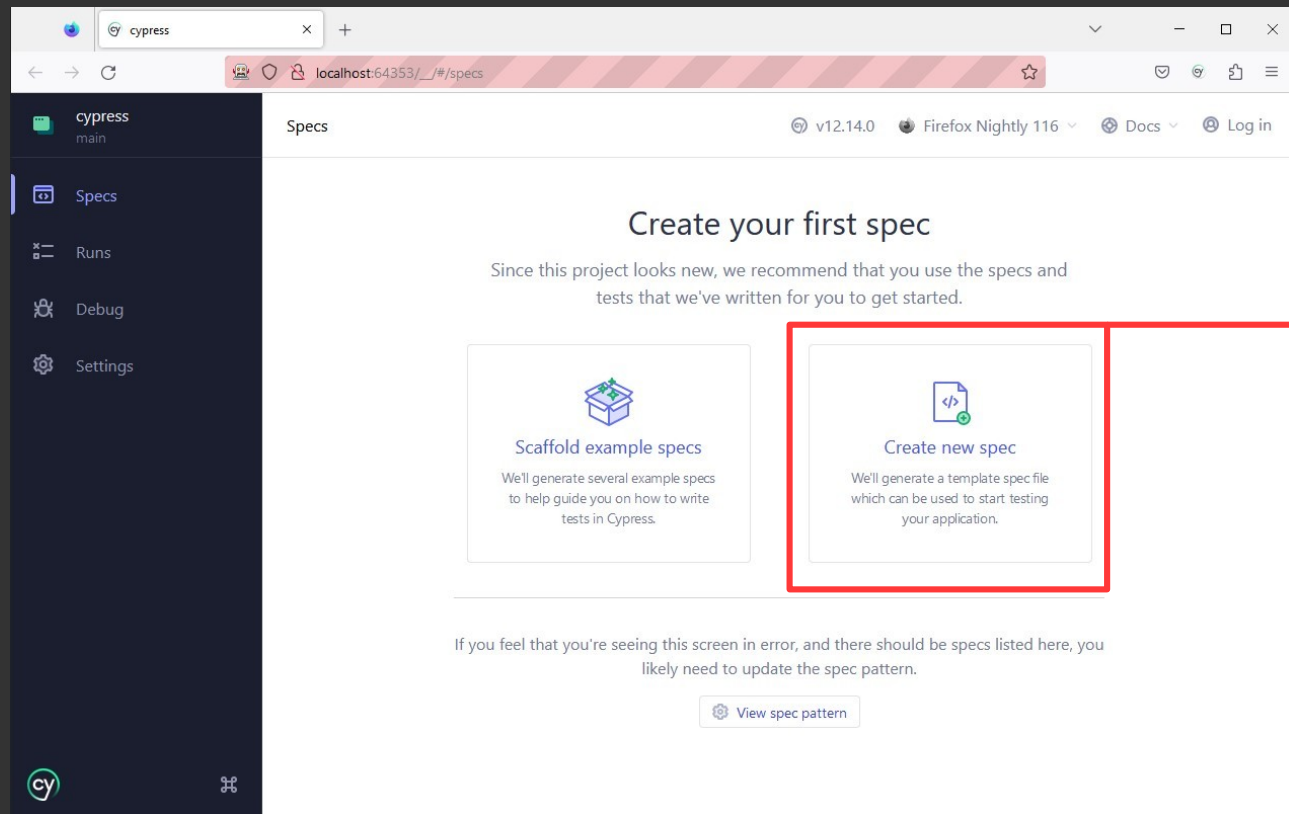 cypress
localhost:64353/__/#/specs
cypress
main
Specs
v12.14.0
Firefox Nightly 116
Docs
Log in
Specs
Runs
Debug
Settings
Create your first spec
Since this project looks new, we recommend that you use the specs and
tests that we've written for you to get started.
Scaffold example specs
We'll generate several example specs
to help guide you on how to write
tests in Cypress.
Create new spec
We'll generate a template spec file
which can be used to start testing
your application.
If you feel that you're seeing this screen in error, and there should be specs listed here, you
likely need to update the spec pattern.
View spec pattern
cy